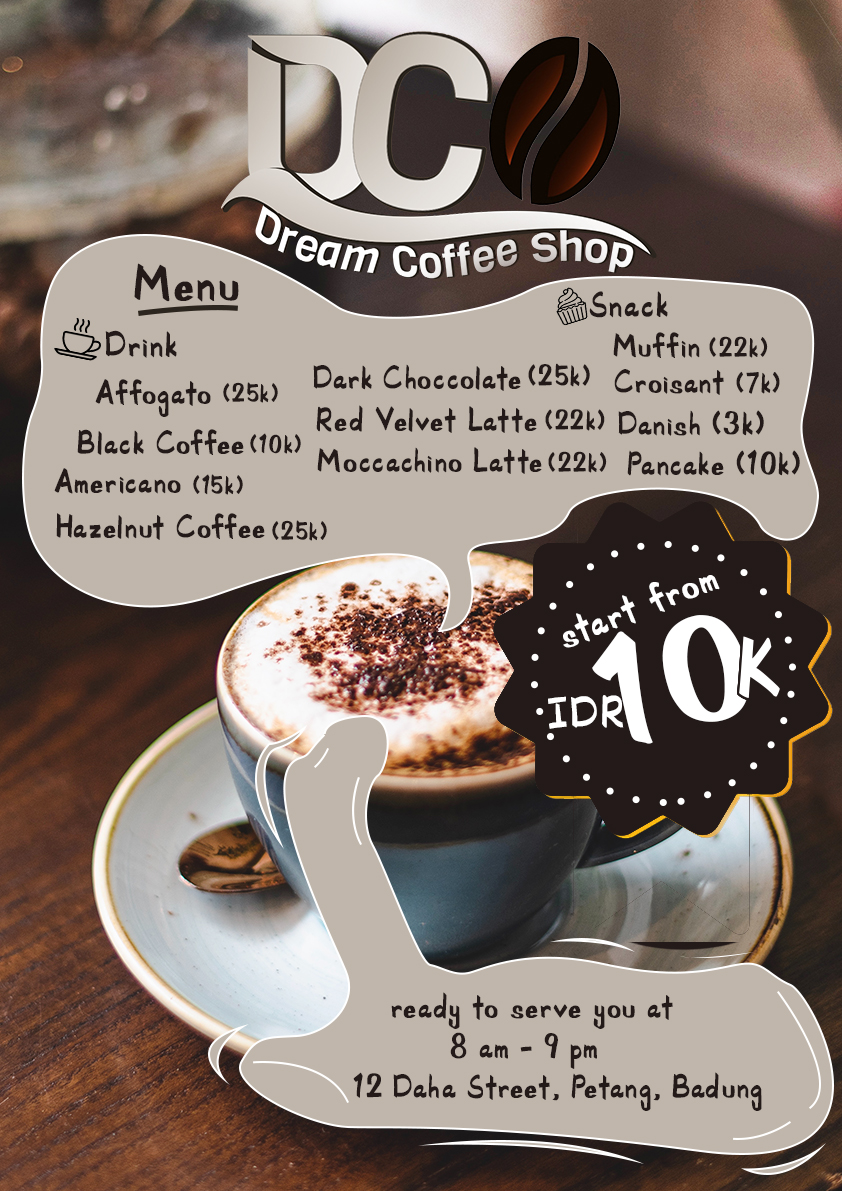 DC
Dream Coffee Shop
Menu
Drink
Affogato (25k)
Black Coffee (10k)
Americano (15k)
Hazelnut Coffee (25k)
Dark Choccolate (25k)
Red Velvet Latte (22k)
Moccachino Latte (22k)
Snack
Muffin (22k)
Croisant (7k)
Danish (3k)
Pancake (10k)
start from
IDR 10K
ready to serve you at
8 am - 9 pm
12 Daha Street, Petang, Badung